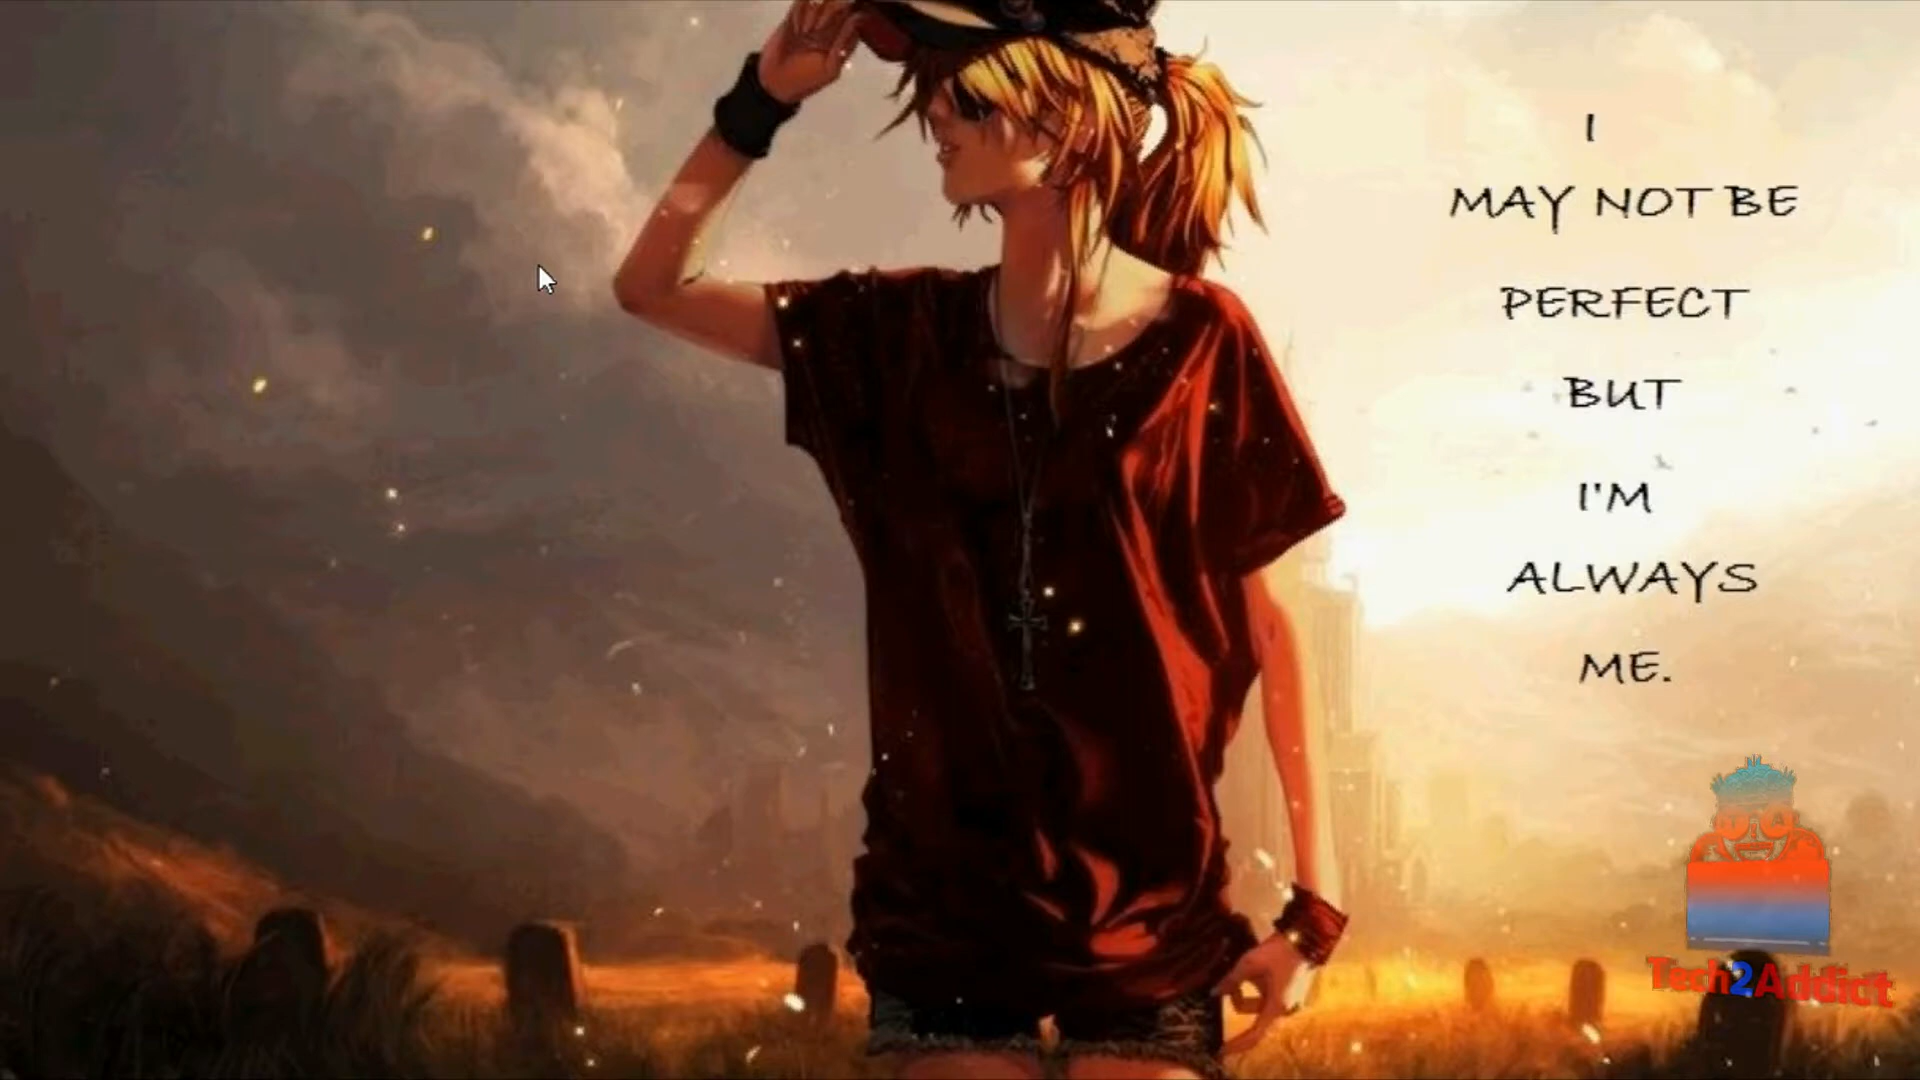 I
MAY NOT BE
PERFECT
BUT
I'M
ALWAYS
ME.
Tech2Addict